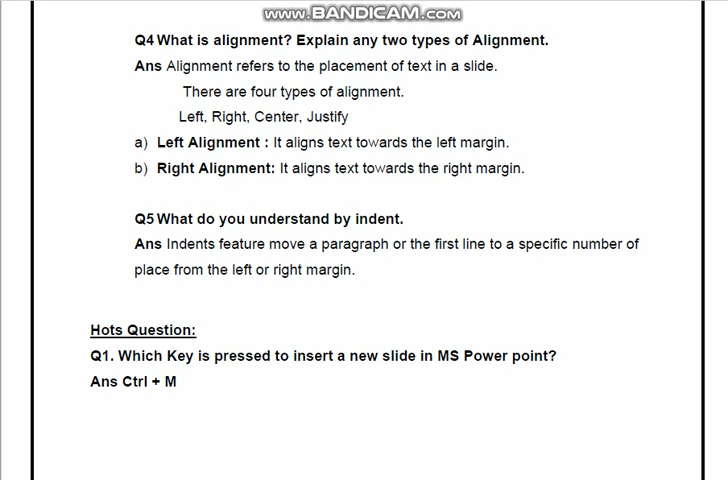 www.BANDICAM.com
Q4 What is alignment? Explain any two types of Alignment.
Ans Alignment refers to the placement of text in a slide.
There are four types of alignment.
Left, Right, Center, Justify
a) Left Alignment : It aligns text towards the left margin.
b) Right Alignment: It aligns text towards the right margin.
Q5 What do you understand by indent.
Ans Indents feature move a paragraph or the first line to a specific number of
place from the left or right margin.
Hots Question:
Q1. Which Key is pressed to insert a new slide in MS Power point?
Ans Ctrl + M